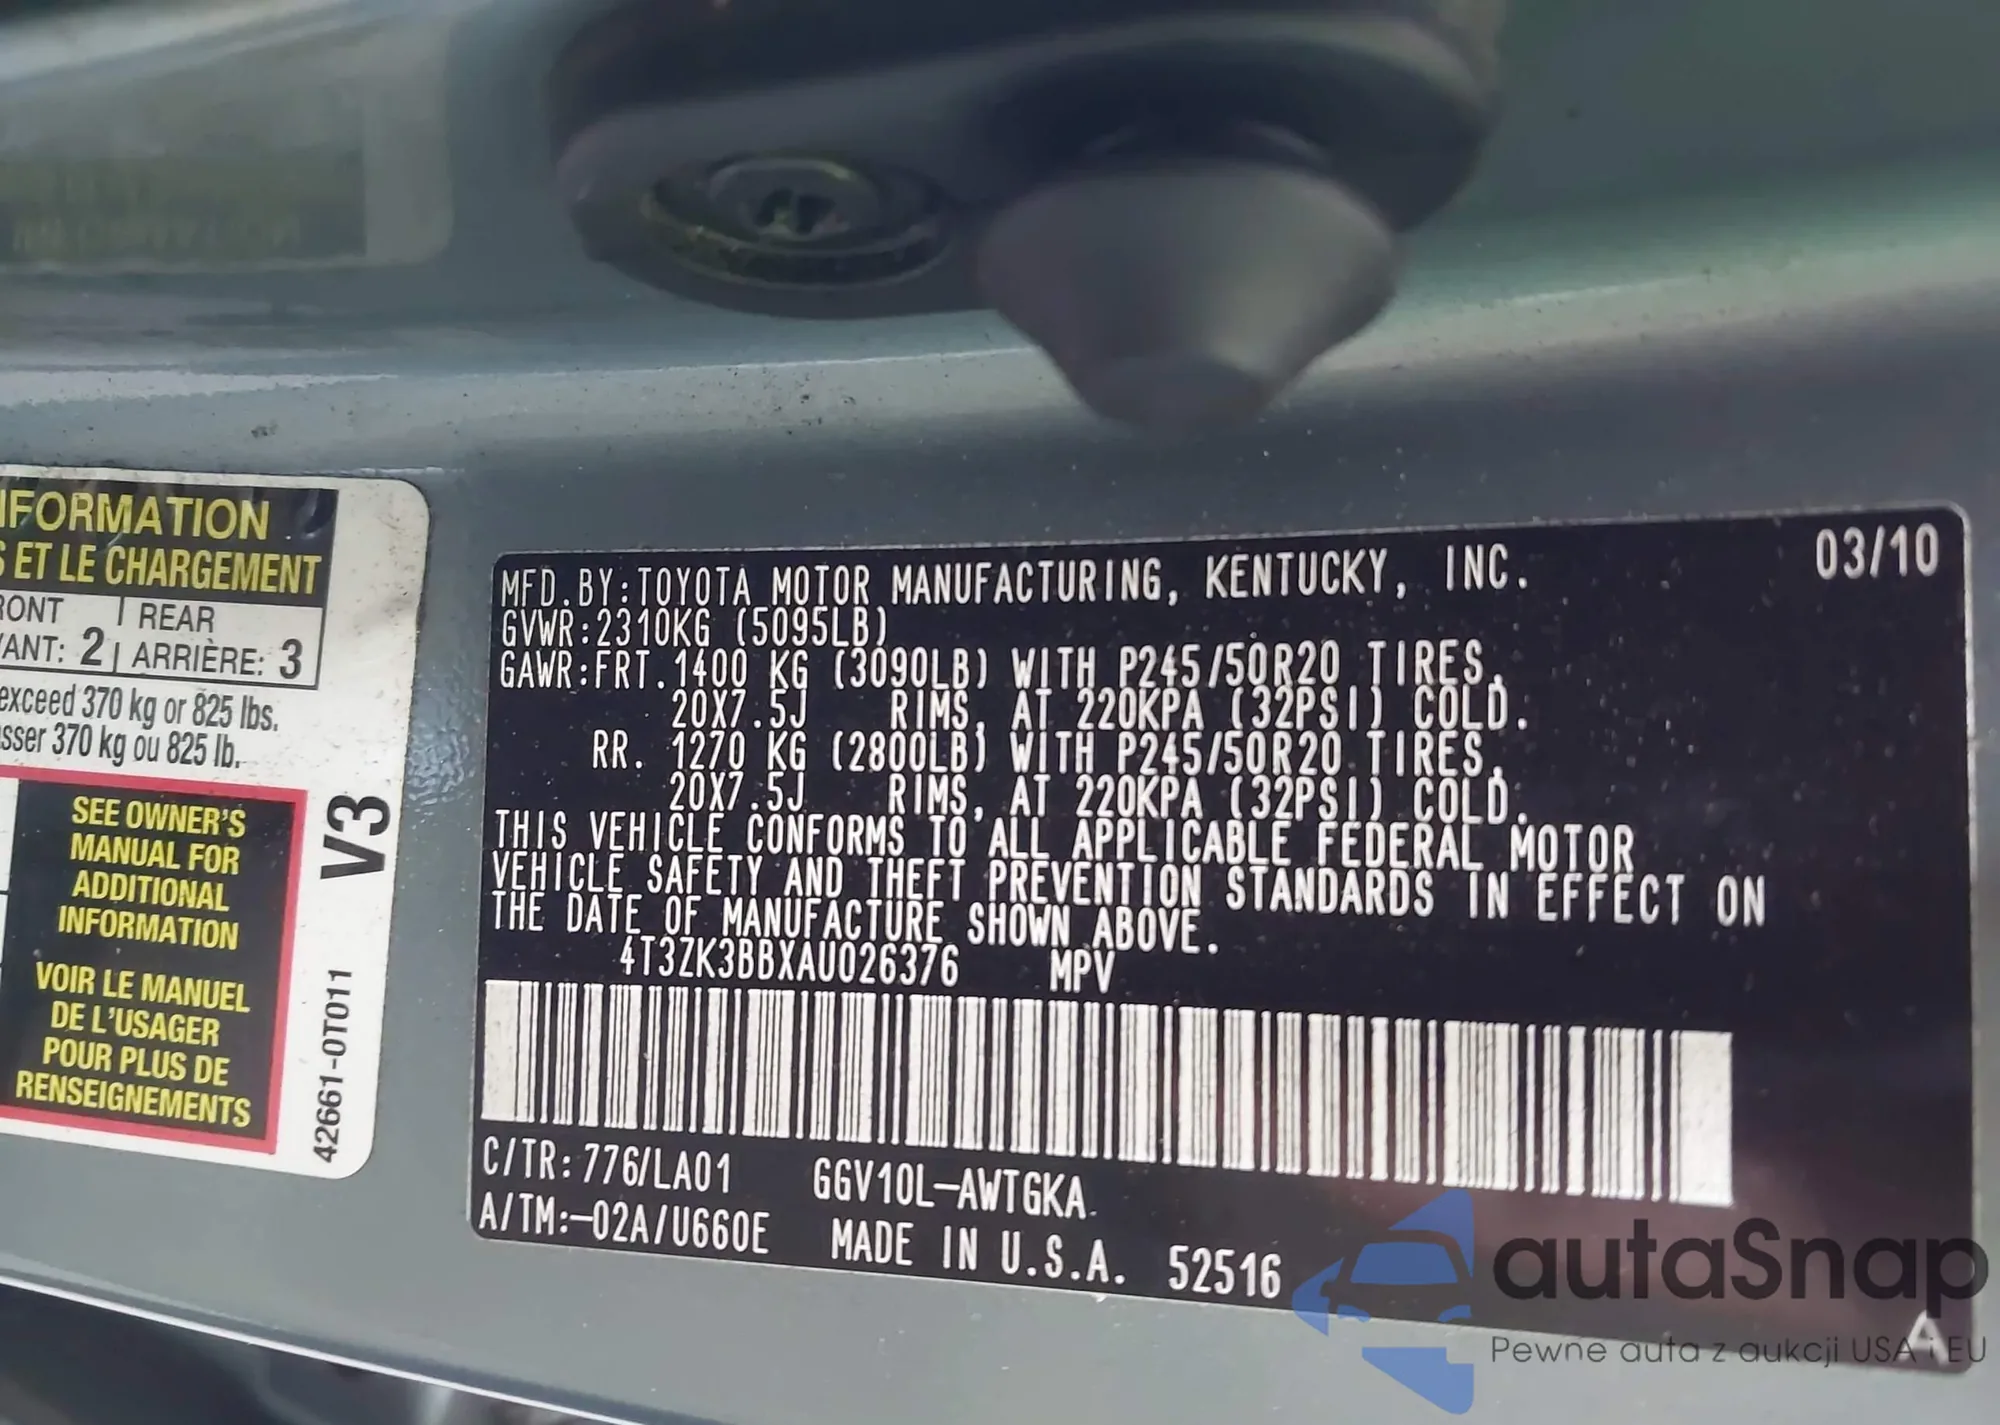 NFORMATION
S ET LE CHARGEMENT
RONT REAR
VANT: 2 ARRIÈRE: 3
exceed 370 kg or 825 lbs.
sser 370 kg ou 825 lb.
SEE OWNER'S
MANUAL FOR
ADDITIONAL
INFORMATION
VOIR LE MANUEL
DE L'USAGER
POUR PLUS DE
RENSEIGNEMENTS
V3
42661-0T011
03/10
MFD.BY:TOYOTA MOTOR MANUFACTURING, KENTUCKY, INC.
GVWR:2310KG (5095LB)
GAWR:FRT.1400 KG (3090LB) WITH P245/50R20 TIRES,
20X7.5J RIMS, AT 220KPA (32PSI) COLD.
RR. 1270 KG (2800LB) WITH P245/50R20 TIRES,
20X7.5J RIMS, AT 220KPA (32PSI) COLD.
THIS VEHICLE CONFORMS TO ALL APPLICABLE FEDERAL MOTOR
VEHICLE SAFETY AND THEFT PREVENTION STANDARDS IN EFFECT ON
THE DATE OF MANUFACTURE SHOWN ABOVE.
4T3ZK3BBXAU026376 MPV
C/TR:776/LA01 GGV10L-AWTGKA
A/TM:-02A/U660E MADE IN U.S.A. 52516
A
autaSnap
Pewne auta z aukcji USA i EU